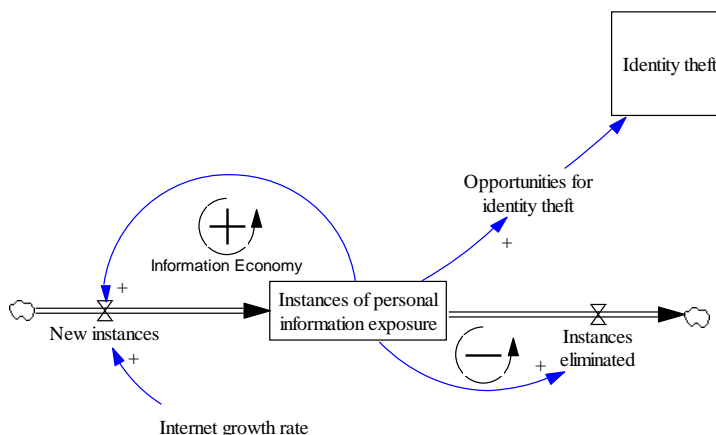 Identity theft
Opportunities for
identity theft
+
+
Information Economy
+
Instances of personal
information exposure
New instances
+
−
+
Instances
eliminated
Internet growth rate